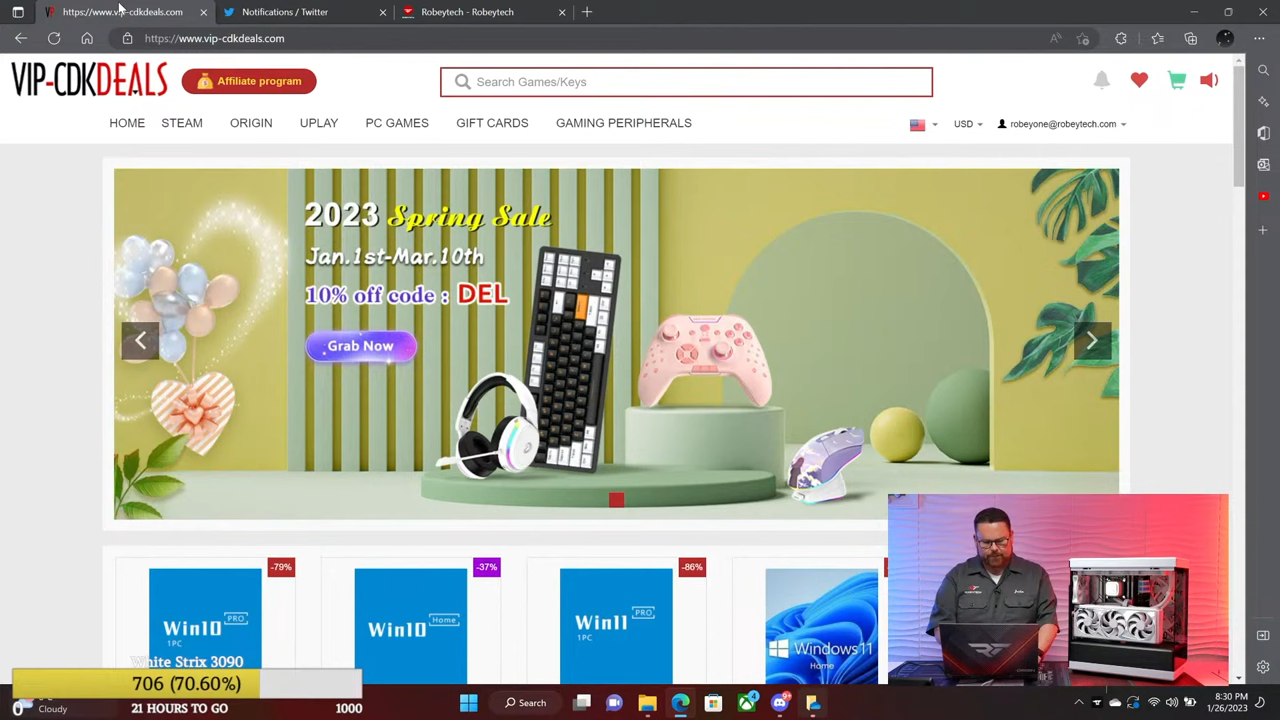 https://www.vip-cdkdeals.com
Notifications / Twitter
Robeytech - Robeytech
https://www.vip-cdkdeals.com
VIP-CDKDEALS
Affiliate program
Search Games/Keys
HOME STEAM ORIGIN UPLAY PC GAMES GIFT CARDS GAMING PERIPHERALS
USD
robeyone@robeytech.com
2023 Spring Sale
Jan.1st-Mar.10th
10% off code : DEL
Grab Now
-79%
-37%
-86%
Win10 PRO
1PC
Win10 Home
Win11 PRO
1PC
Windows 11
Home
White Strix 3090
706 (70.60%)
0
21 HOURS TO GO
1000
Cloudy
Search
4
8:30 PM
1/26/2023